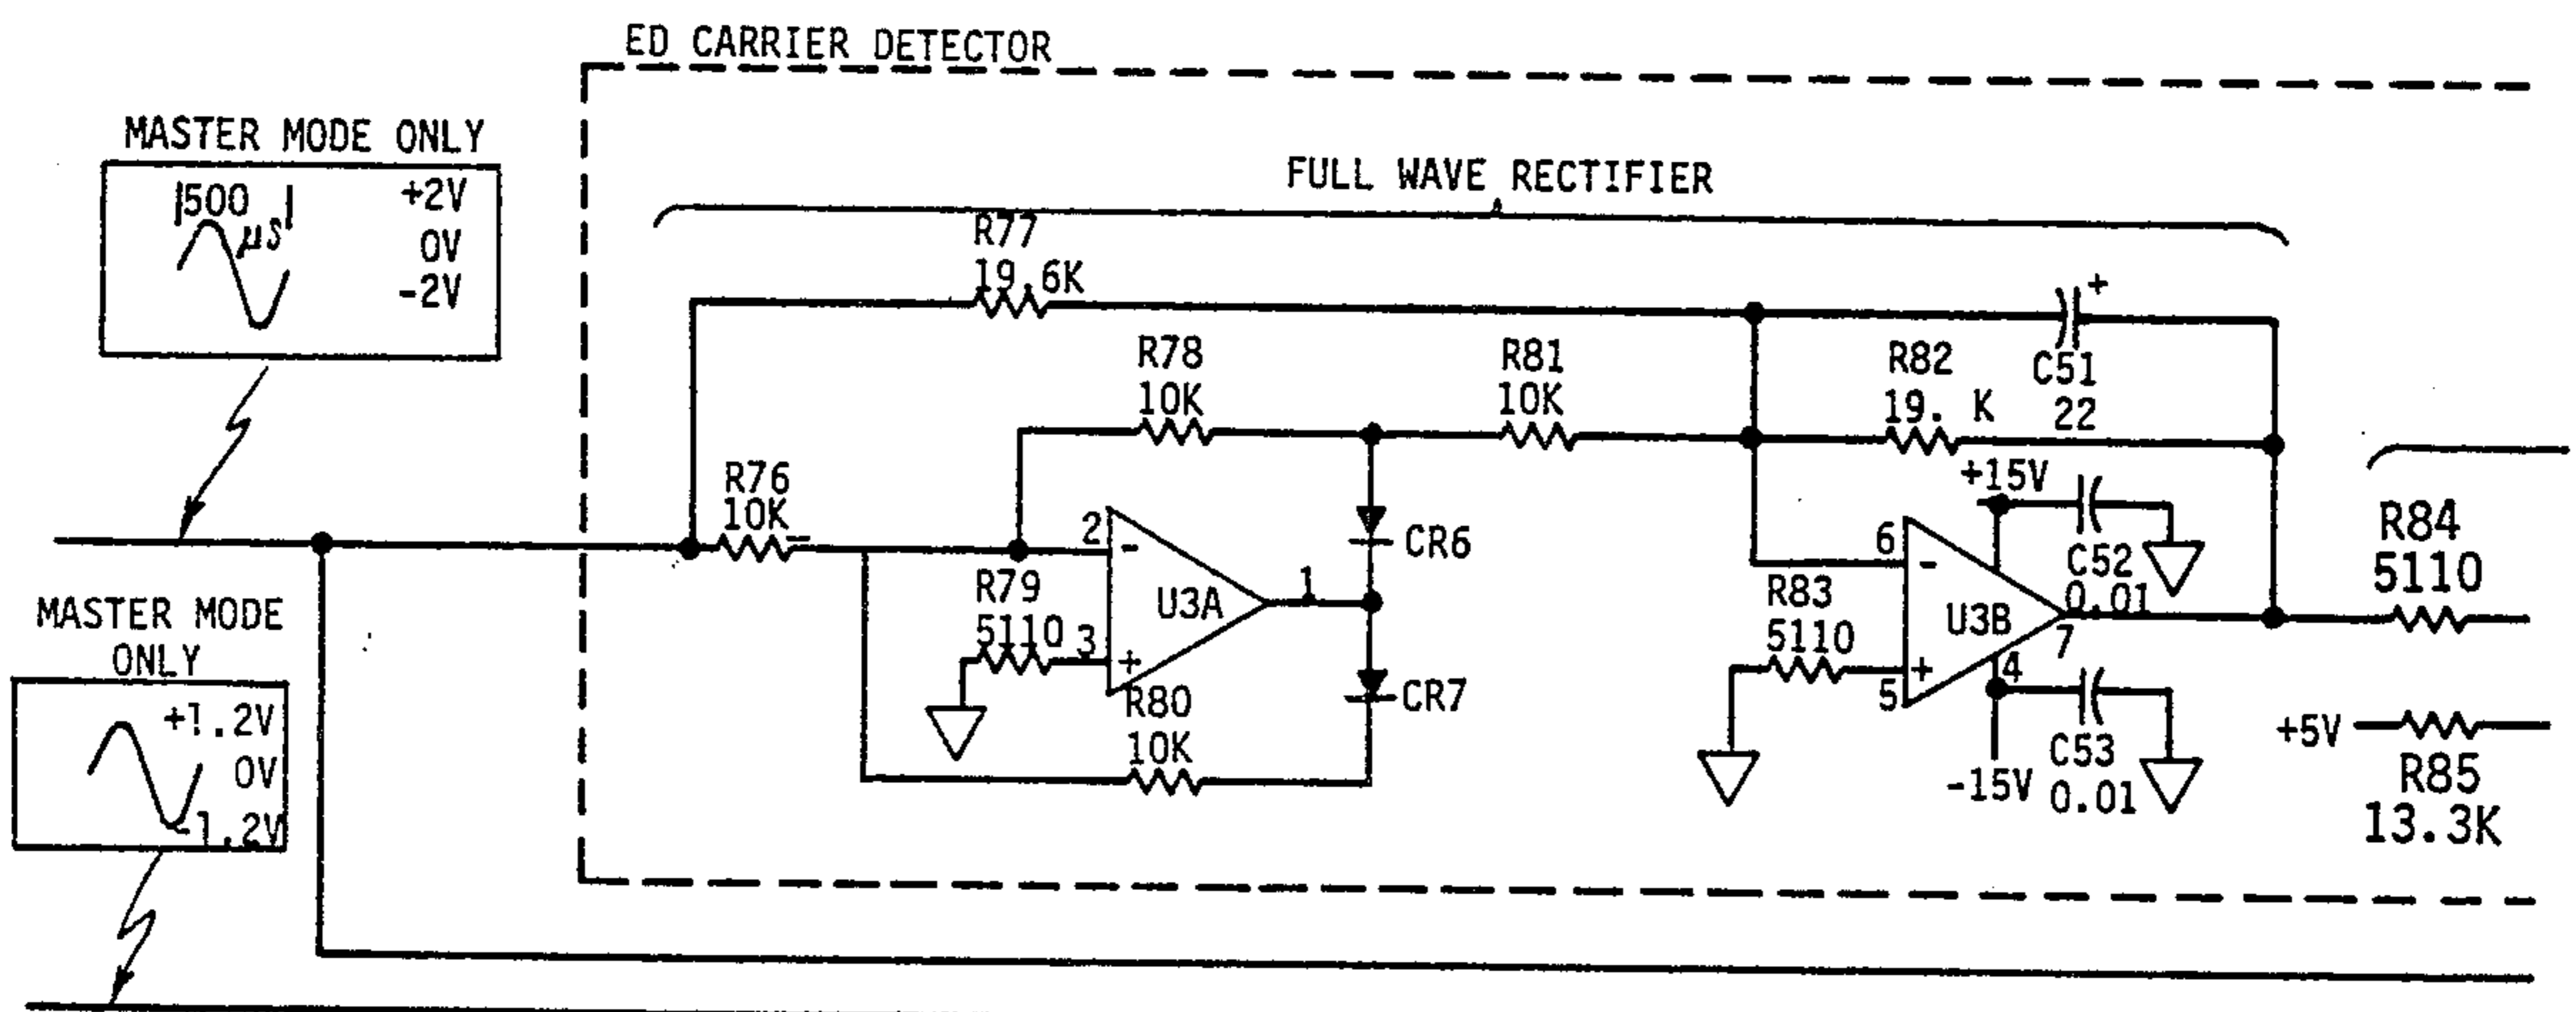 ED CARRIER DETECTOR
MASTER MODE ONLY
|500 |
μs
+2V
0V
-2V
FULL WAVE RECTIFIER
R77
19.6K
+
C51
22
R78
10K
R81
10K
R82
19. K
R76
10K
2
-
U3A
1
CR6
R79
5110
3
+
R80
10K
CR7
+15V
C52
0.01
6
-
U3B
7
R83
5110
5
+
4
-15V
C53
0.01
R84
5110
+5V
R85
13.3K
MASTER MODE
ONLY
+1.2V
0V
-1.2V